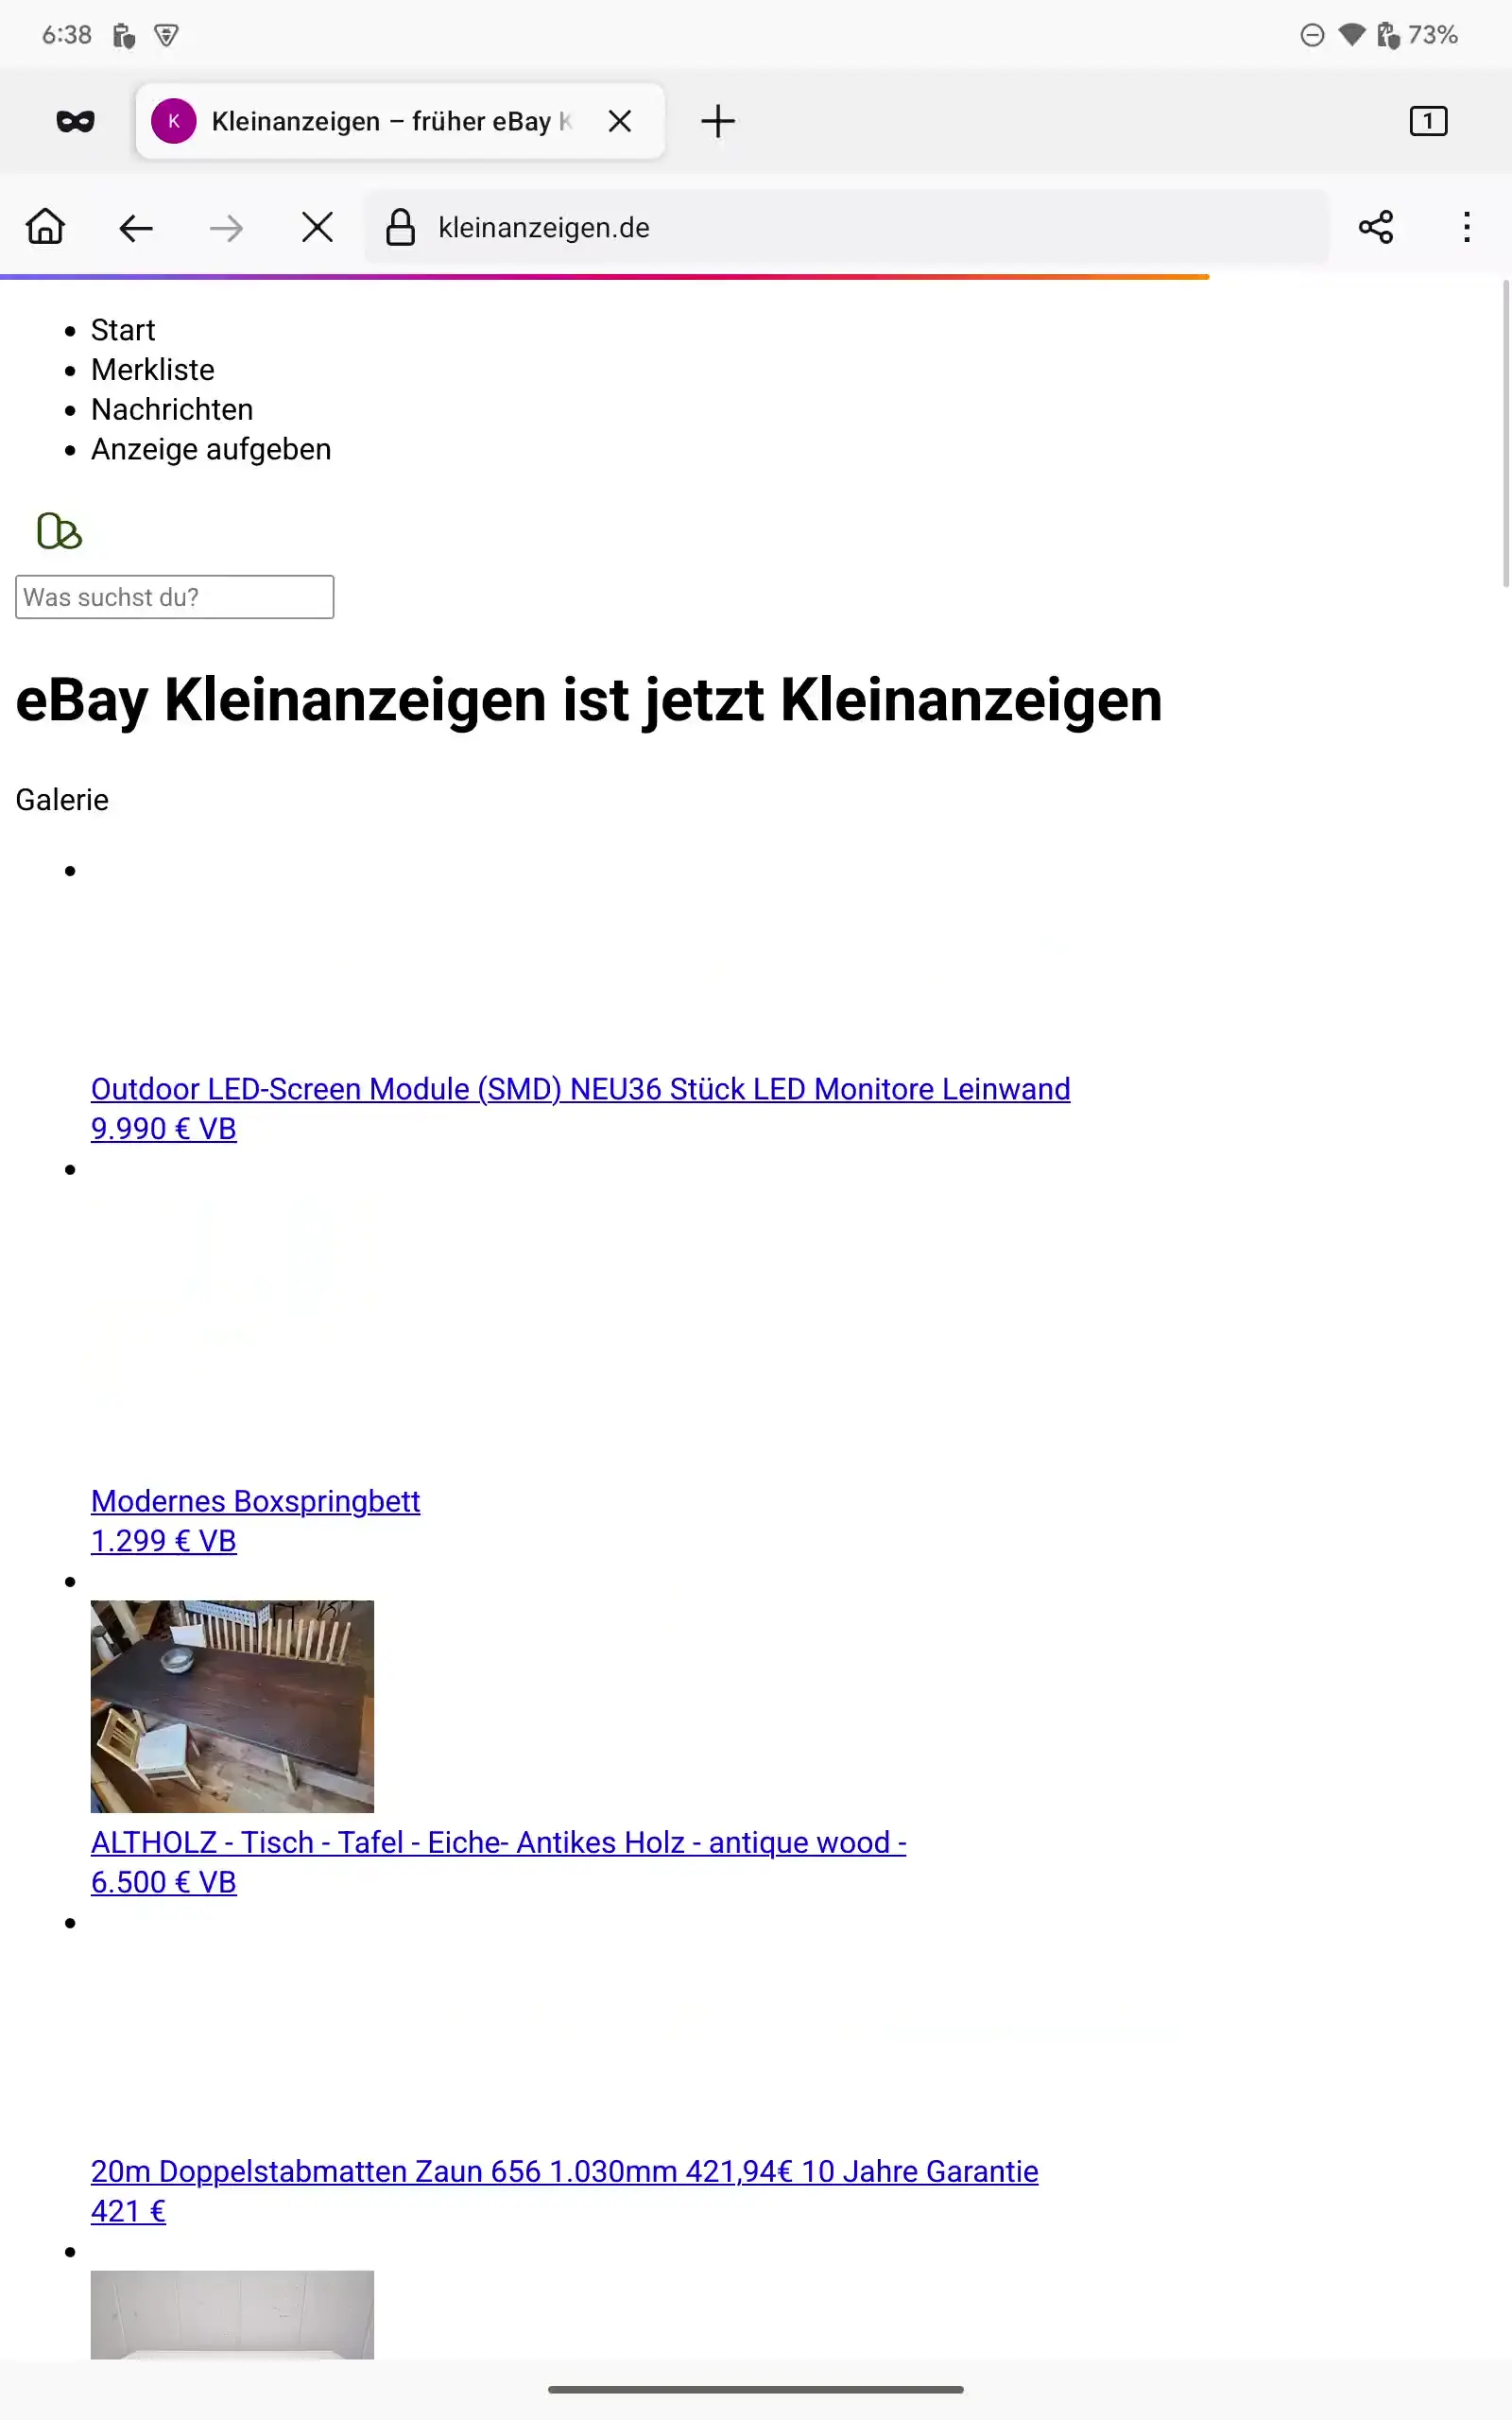 6:38
73%
K
Kleinanzeigen – früher eBay K
1
kleinanzeigen.de
Start
Merkliste
Nachrichten
Anzeige aufgeben
Was suchst du?
eBay Kleinanzeigen ist jetzt Kleinanzeigen
Galerie
Outdoor LED-Screen Module (SMD) NEU36 Stück LED Monitore Leinwand
9.990 € VB
Modernes Boxspringbett
1.299 € VB
ALTHOLZ - Tisch - Tafel - Eiche- Antikes Holz - antique wood -
6.500 € VB
20m Doppelstabmatten Zaun 656 1.030mm 421,94€ 10 Jahre Garantie
421 €